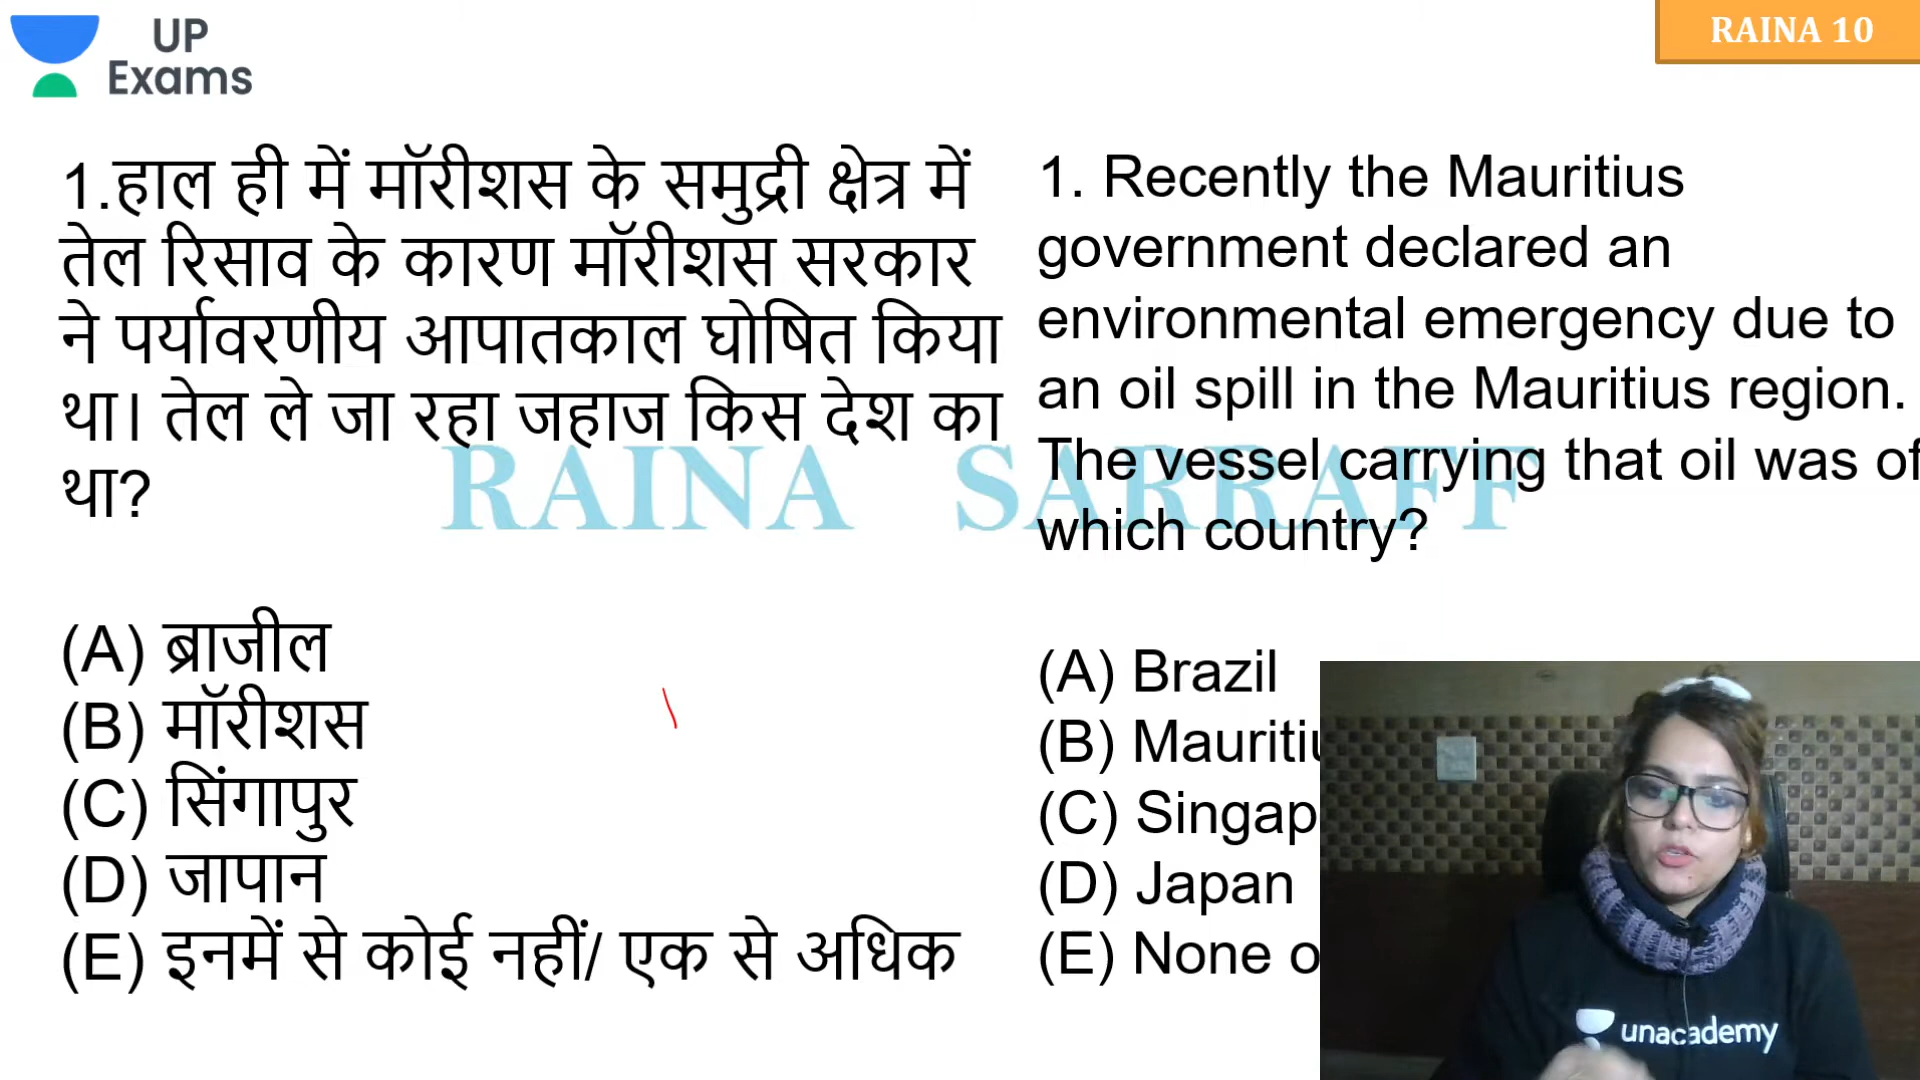 UP
Exams
RAINA 10
1.हाल ही में मॉरीशस के समुद्री क्षेत्र में
तेल रिसाव के कारण मॉरीशस सरकार
ने पर्यावरणीय आपातकाल घोषित किया
था। तेल ले जा रहा जहाज किस देश का
था?
(A) ब्राजील
(B) मॉरीशस
(C) सिंगापुर
(D) जापान
(E) इनमें से कोई नहीं/ एक से अधिक
1. Recently the Mauritius
government declared an
environmental emergency due to
an oil spill in the Mauritius region.
The vessel carrying that oil was of
which country?
(A) Brazil
(B) Mauriti
(C) Singap
(D) Japan
(E) None o
RAINA SARRAFF
unacademy